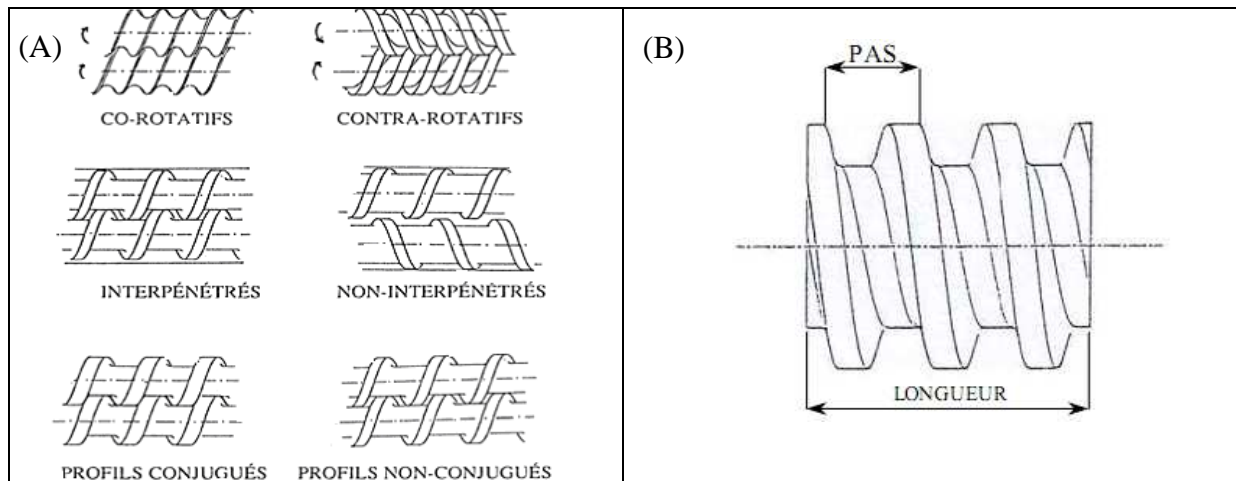 (A)
CO-ROTATIFS CONTRA-ROTATIFS
INTERPÉNÉTRÉS NON-INTERPÉNÉTRÉS
PROFILS CONJUGUÉS PROFILS NON-CONJUGUÉS
(B)
PAS
LONGUEUR